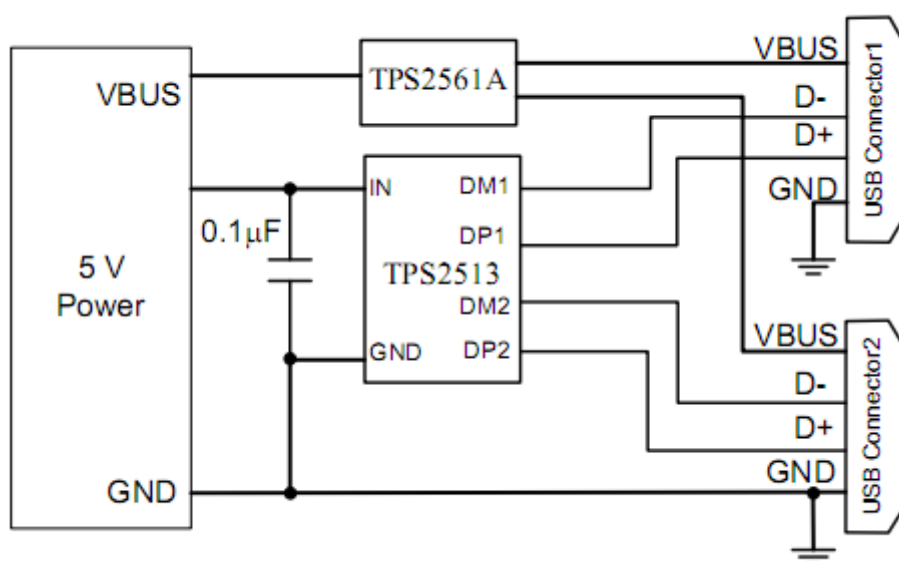 VBUS
5 V
Power
GND
0.1μF
TPS2561A
IN
DM1
DP1
TPS2513
DM2
GND
DP2
VBUS
D-
D+
GND
USB Connector1
VBUS
D-
D+
GND
USB Connector2